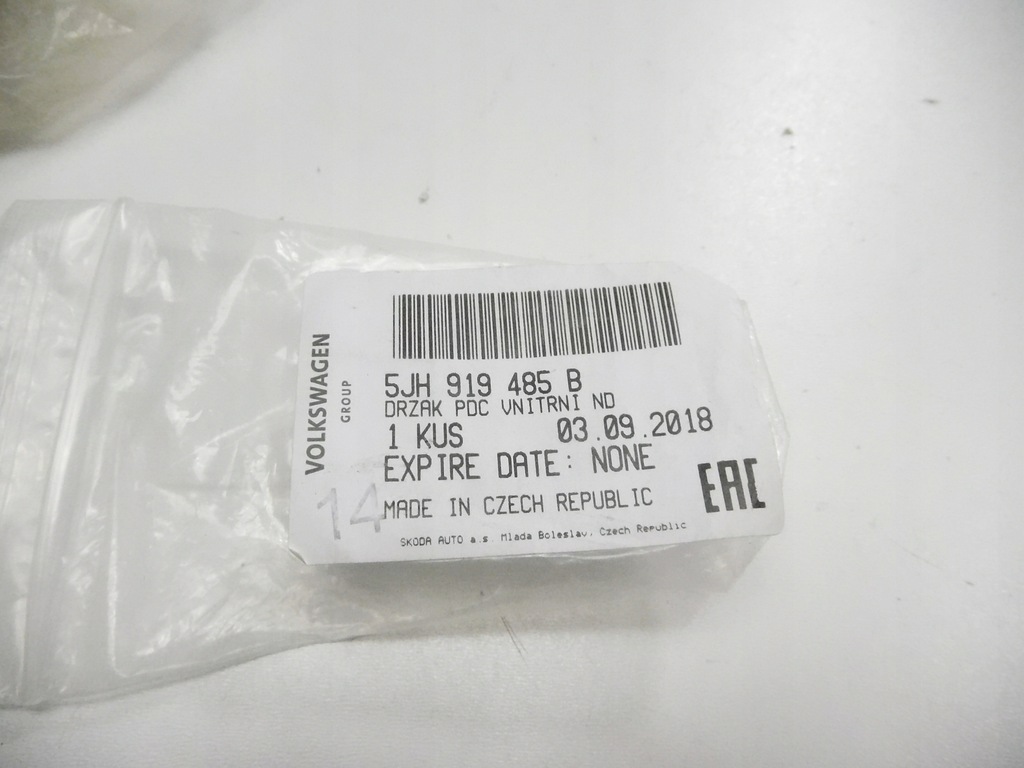 VOLKSWAGEN
GROUP
5JH 919 485 B
DRZAK PDC VNITRNI ND
1 KUS 03.09.2018
EXPIRE DATE: NONE
14
MADE IN CZECH REPUBLIC
EAC
SKODA AUTO a.s. Mlada Boleslav, Czech Republic